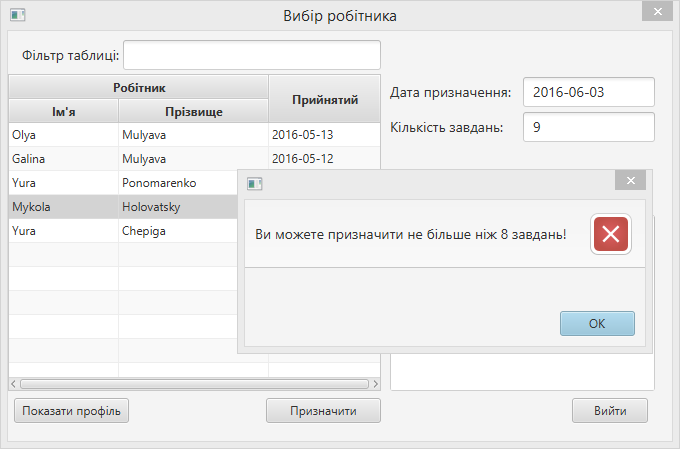 Вибір робітника
Фільтр таблиці:
Робітник
Прийнятий
Ім'я Прізвище
Дата призначення: 2016-06-03
Кількість завдань: 9
Olya Mulyava 2016-05-13
Galina Mulyava 2016-05-12
Yura Ponomarenko
Mykola Holovatsky
Yura Chepiga
Ви можете призначити не більше ніж 8 завдань!
OK
Показати профіль Призначити Вийти